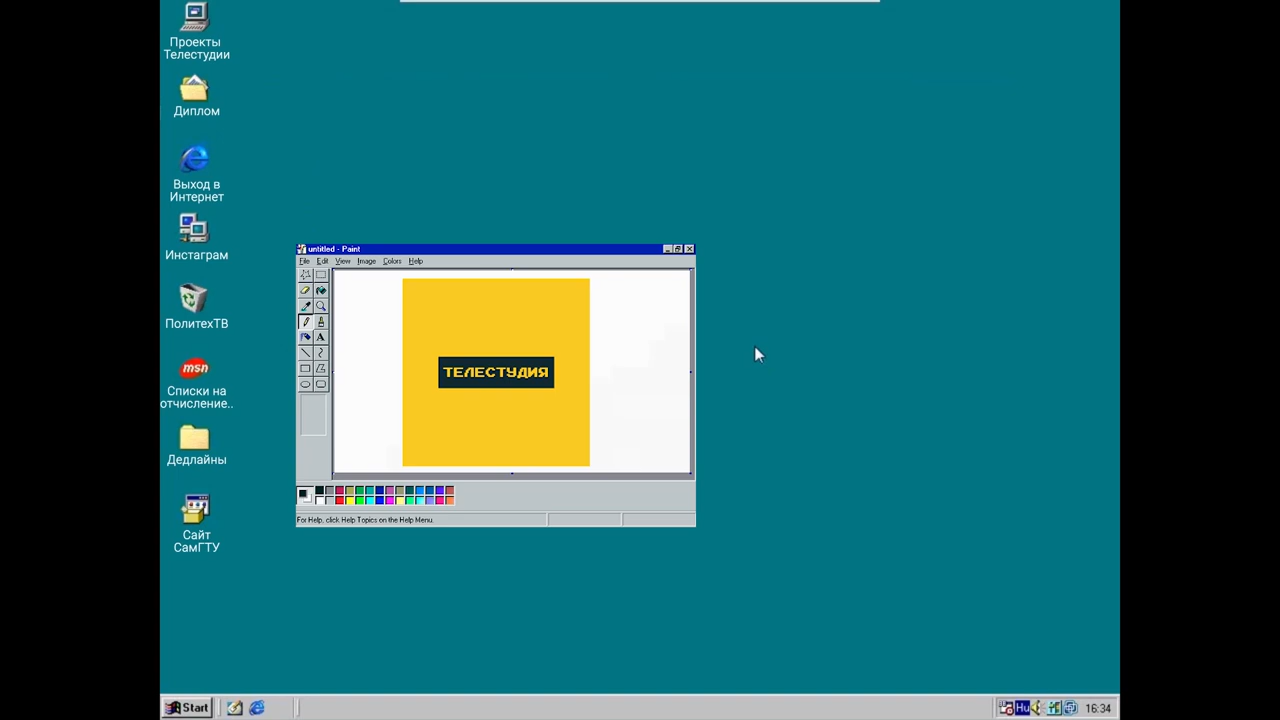 Проекты
Телестудии
Диплом
Выход в
Интернет
Инстаграм
ПолитехТВ
msn
Списки на
отчисление..
Дедлайны
Сайт
СамГТУ
untitled - Paint
File Edit View Image Colors Help
A
ТЕЛЕСТУДИЯ
For Help, click Help Topics on the Help Menu.
Start
Hu
16:34